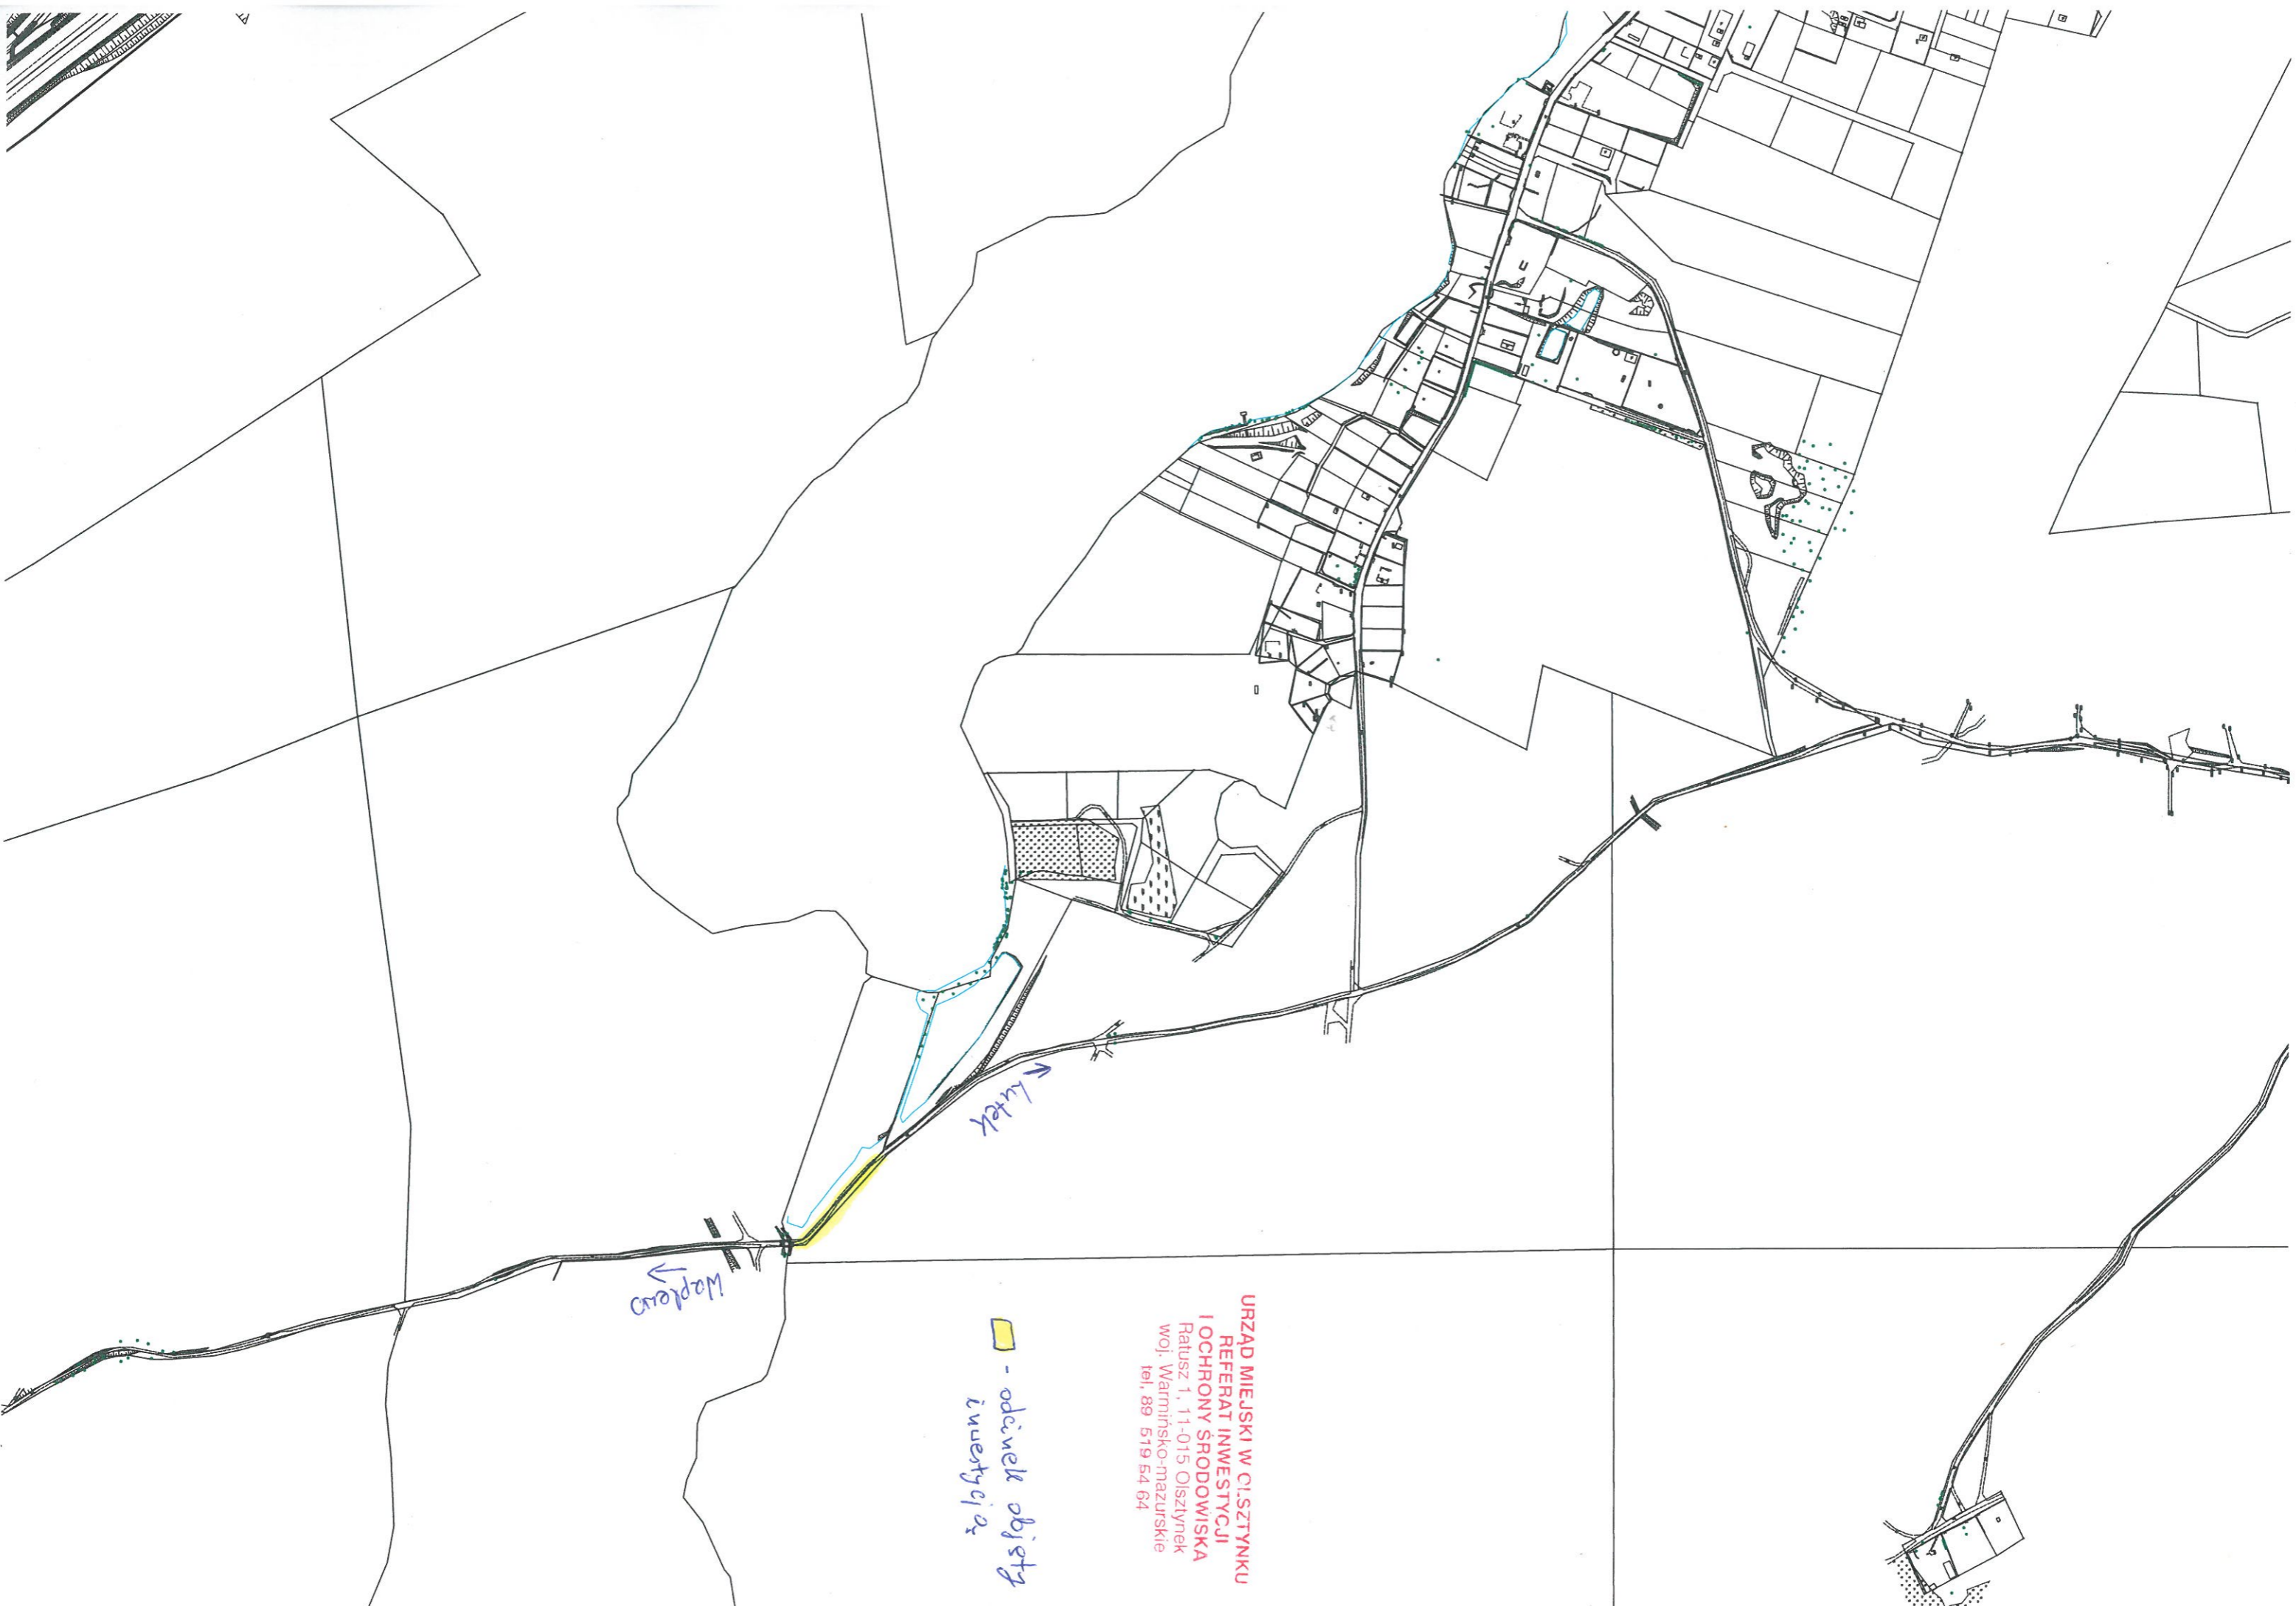 Lutek
Waplewo
- odcinek objęty
inwestycją
URZĄD MIEJSKI W OLSZTYNKU
REFERAT INWESTYCJI
I OCHRONY ŚRODOWISKA
Ratusz 1, 11-015 Olsztynek
woj. Warmińsko-mazurskie
tel. 89 519 54 64